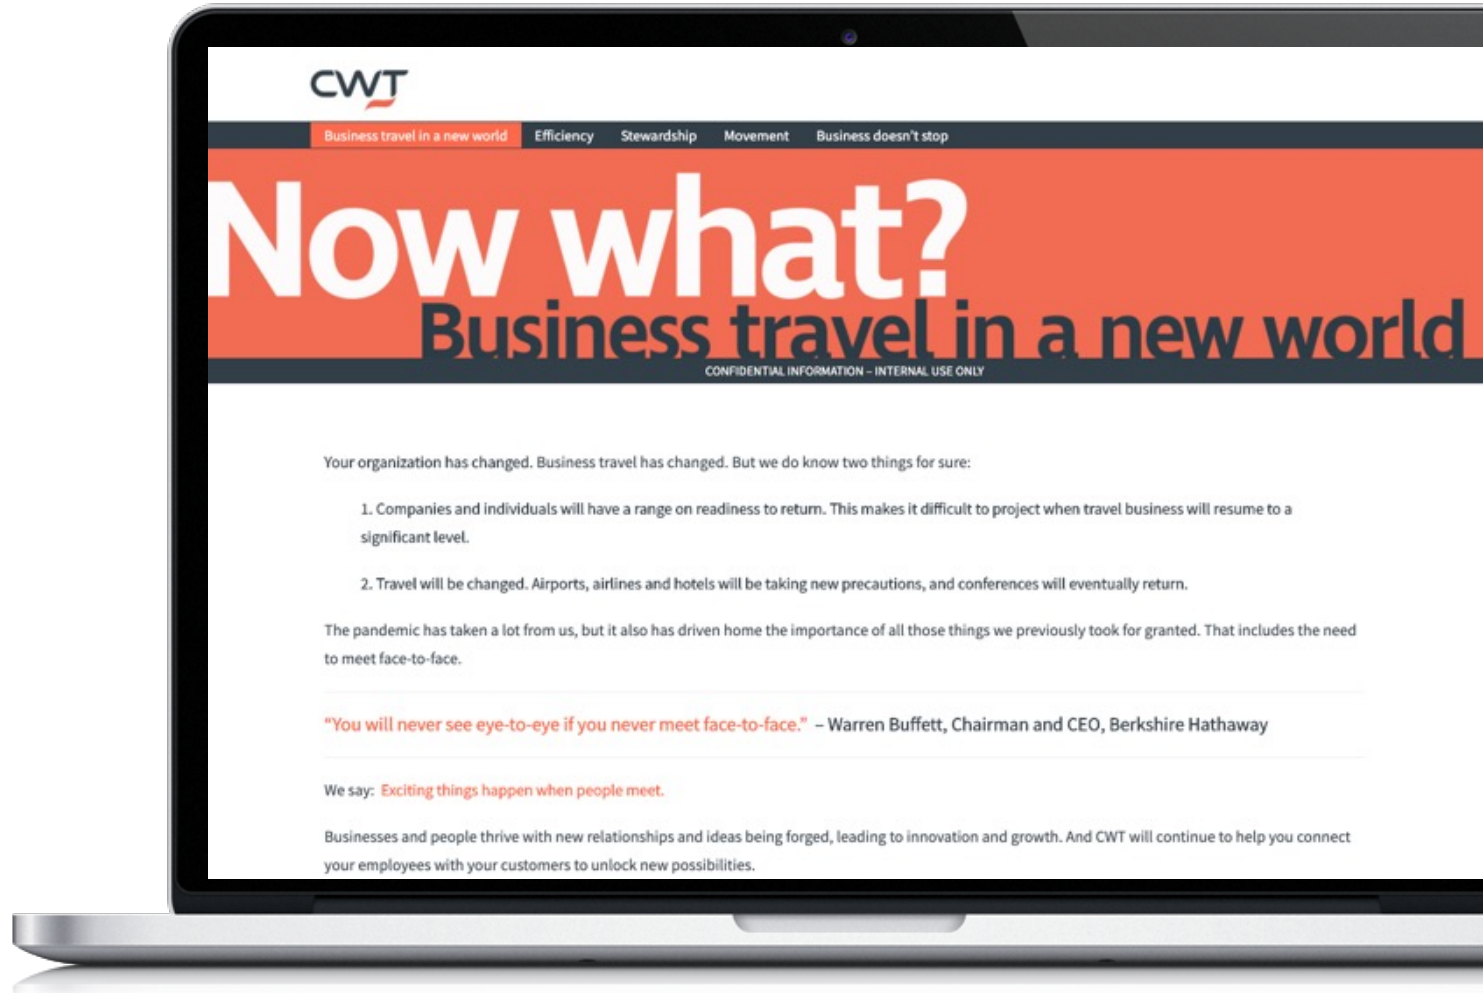 CWT
Business travel in a new world Efficiency Stewardship Movement Business doesn't stop
Now what?
Business travel in a new world
CONFIDENTIAL INFORMATION – INTERNAL USE ONLY
Your organization has changed. Business travel has changed. But we do know two things for sure:
1. Companies and individuals will have a range on readiness to return. This makes it difficult to project when travel business will resume to a
significant level.
2. Travel will be changed. Airports, airlines and hotels will be taking new precautions, and conferences will eventually return.
The pandemic has taken a lot from us, but it also has driven home the importance of all those things we previously took for granted. That includes the need
to meet face-to-face.
“You will never see eye-to-eye if you never meet face-to-face.” – Warren Buffett, Chairman and CEO, Berkshire Hathaway
We say: Exciting things happen when people meet.
Businesses and people thrive with new relationships and ideas being forged, leading to innovation and growth. And CWT will continue to help you connect
your employees with your customers to unlock new possibilities.